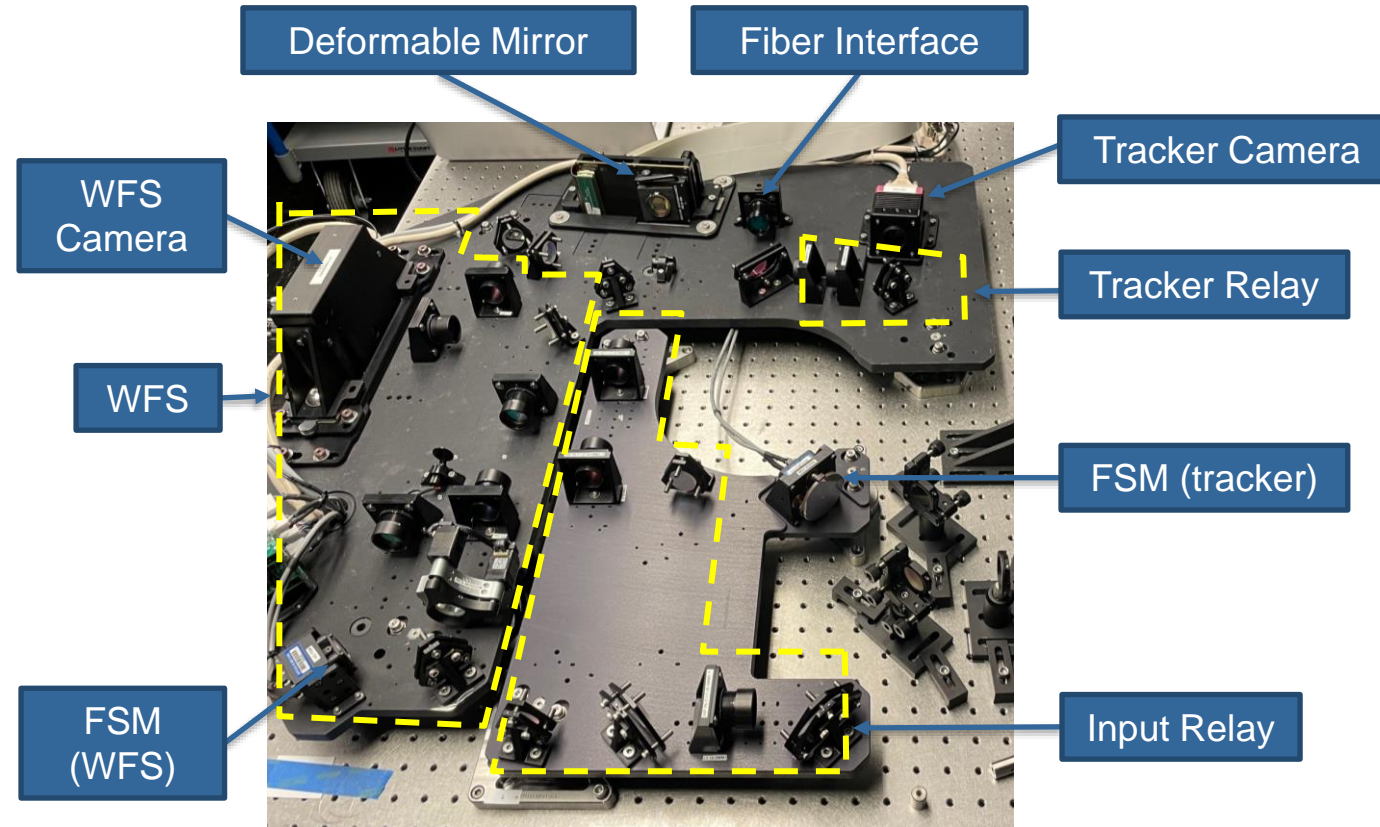 Deformable Mirror
Fiber Interface
Tracker Camera
WFS
Camera
Tracker Relay
WFS
FSM (tracker)
FSM
(WFS)
Input Relay